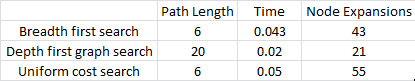 Path Length Time Node Expansions
Breadth first search 6 0.043 43
Depth first graph search 20 0.02 21
Uniform cost search 6 0.05 55